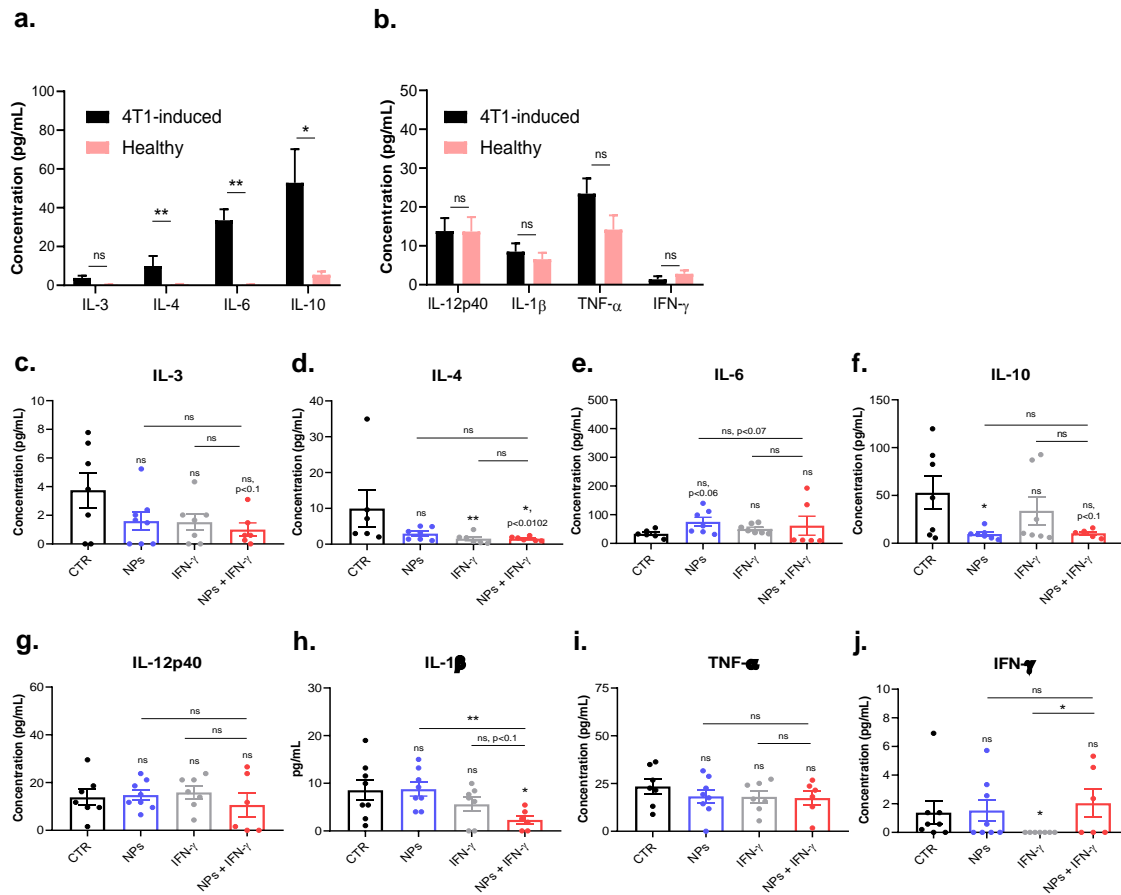 a.
Concentration (pg/mL)
100
80
60
40
20
0
4T1-induced
Healthy
ns
**
**
*
IL-3
IL-4
IL-6
IL-10
b.
Concentration (pg/mL)
50
40
30
20
10
0
4T1-induced
Healthy
ns
ns
ns
ns
IL-12p40
IL-1β
TNF-α
IFN-γ
c.
IL-3
Concentration (pg/mL)
8
6
4
2
0
ns
ns
ns
ns
ns,
p<0.1
CTR
NPs
IFN-γ
NPs + IFN-γ
d.
IL-4
Concentration (pg/mL)
40
30
20
10
0
ns
ns
ns
**
*,
p<0.0102
CTR
NPs
IFN-γ
NPs + IFN-γ
e.
IL-6
Concentration (pg/mL)
500
400
300
200
100
0
ns, p<0.07
ns
ns,
p<0.06
ns
ns
CTR
NPs
IFN-γ
NPs + IFN-γ
f.
IL-10
Concentration (pg/mL)
150
100
50
0
ns
ns
*
ns
ns,
p<0.1
CTR
NPs
IFN-γ
NPs + IFN-γ
g.
IL-12p40
Concentration (pg/mL)
60
40
20
0
ns
ns
ns
ns
ns
CTR
NPs
IFN-γ
NPs + IFN-γ
h.
IL-1β
pg/mL
30
20
10
0
**
ns, p<0.1
ns
ns
*
CTR
NPs
IFN-γ
NPs + IFN-γ
i.
TNF-α
Concentration (pg/mL)
75
50
25
0
ns
ns
ns
ns
ns
CTR
NPs
IFN-γ
NPs + IFN-γ
j.
IFN-γ
Concentration (pg/mL)
8
6
4
2
0
ns
*
ns
*
ns
CTR
NPs
IFN-γ
NPs + IFN-γ